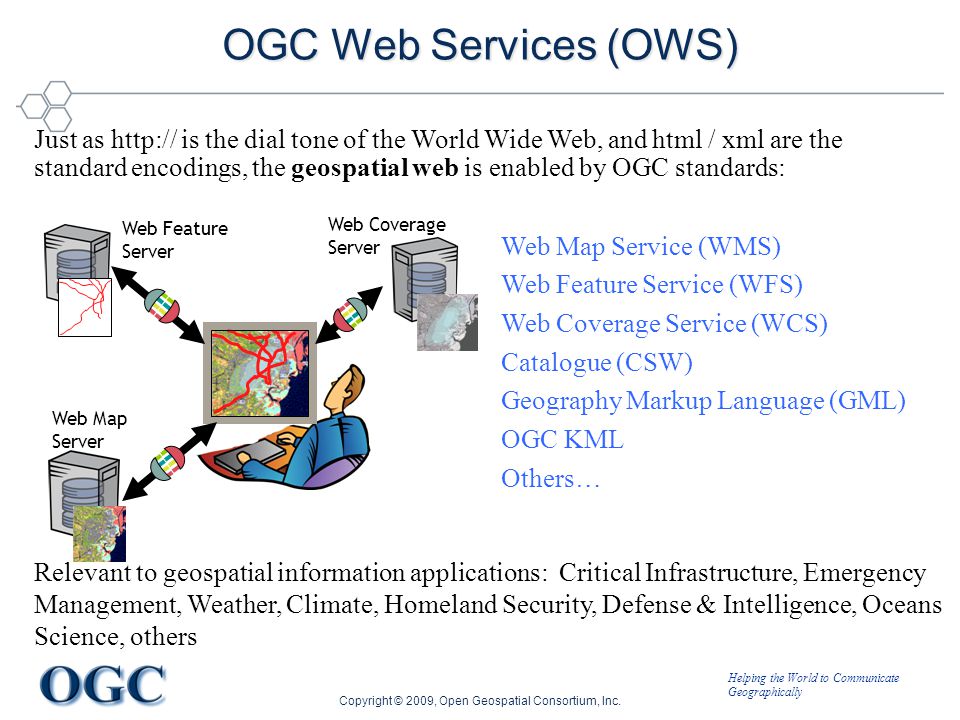 OGC Web Services (OWS)
Just as http:// is the dial tone of the World Wide Web, and html / xml are the
standard encodings, the geospatial web is enabled by OGC standards:
Web Feature
Server
Web Coverage
Server
Web Map
Server
Web Map Service (WMS)
Web Feature Service (WFS)
Web Coverage Service (WCS)
Catalogue (CSW)
Geography Markup Language (GML)
OGC KML
Others…
Relevant to geospatial information applications: Critical Infrastructure, Emergency
Management, Weather, Climate, Homeland Security, Defense & Intelligence, Oceans
Science, others
OGC
Copyright © 2009, Open Geospatial Consortium, Inc.
Helping the World to Communicate
Geographically